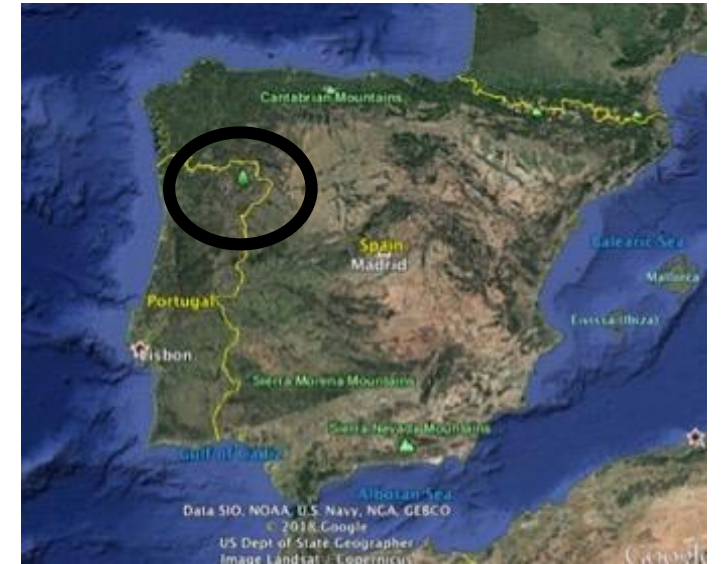 Cantabrian Mountains
Balearic Sea
Spain
Madrid
Mallorca
Portugal
Eivissa (Ibiza)
Lisbon
Sierra Morena Mountains
Sierra Nevada Mountains
Gulf of Cadiz
Alboran Sea
Data SIO, NOAA, U.S. Navy, NGA, GEBCO
© 2018 Google
US Dept of State Geographer
Image Landsat / Copernicus
Google